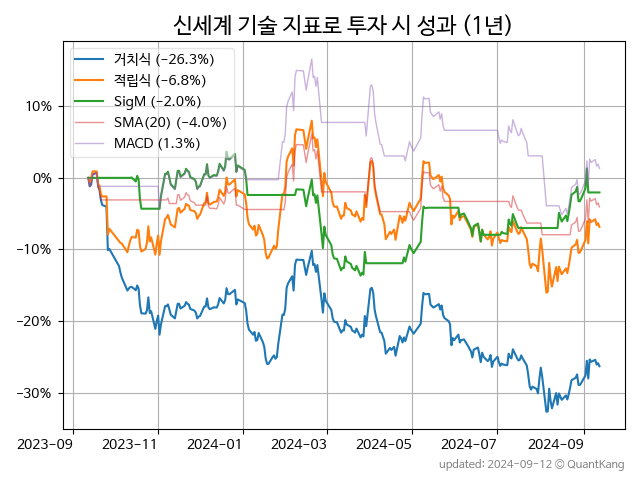 신세계 기술 지표로 투자 시 성과 (1년)
거치식 (-26.3%)
적립식 (-6.8%)
SigM (-2.0%)
SMA(20) (-4.0%)
MACD (1.3%)
10%
0%
-10%
-20%
-30%
2023-09 2023-11 2024-01 2024-03 2024-05 2024-07 2024-09
updated: 2024-09-12 © QuantKang